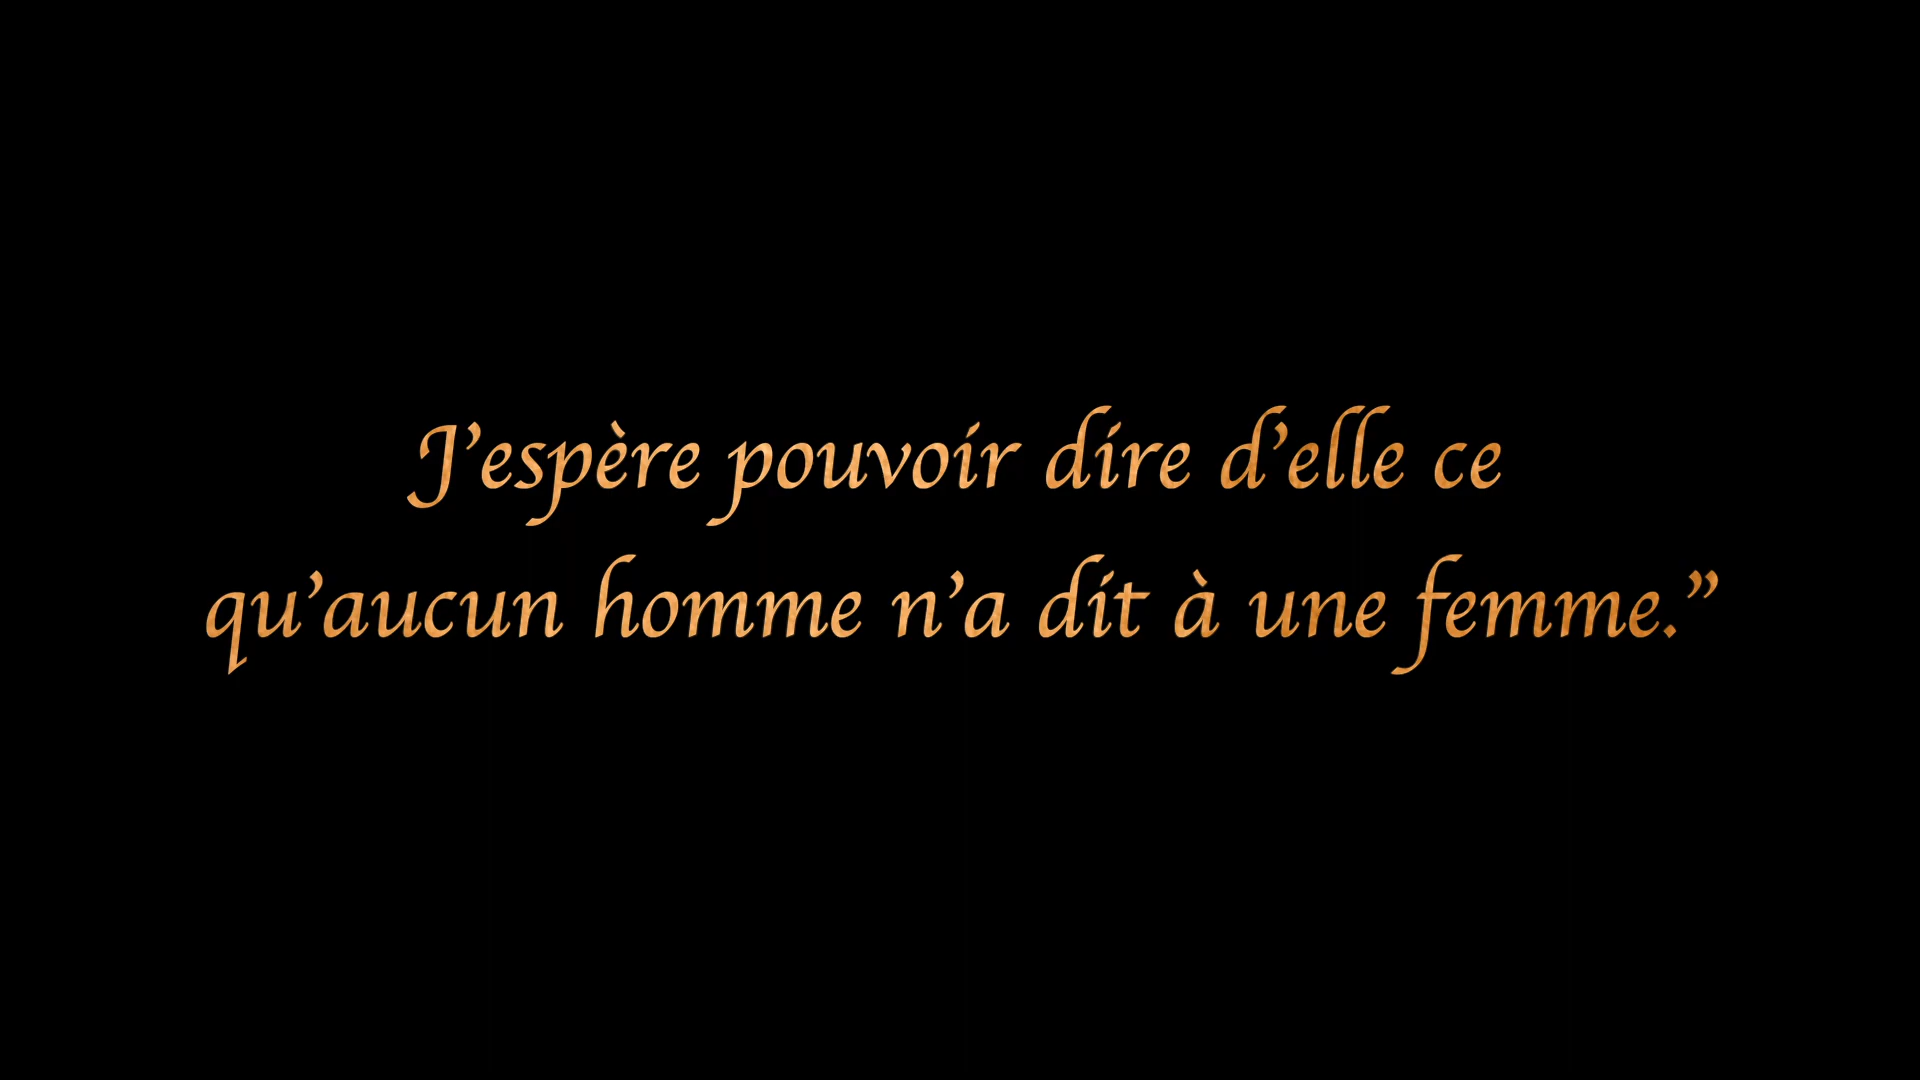 J’espère pouvoir dire d’elle ce
qu’aucun homme n’a dit à une femme.”